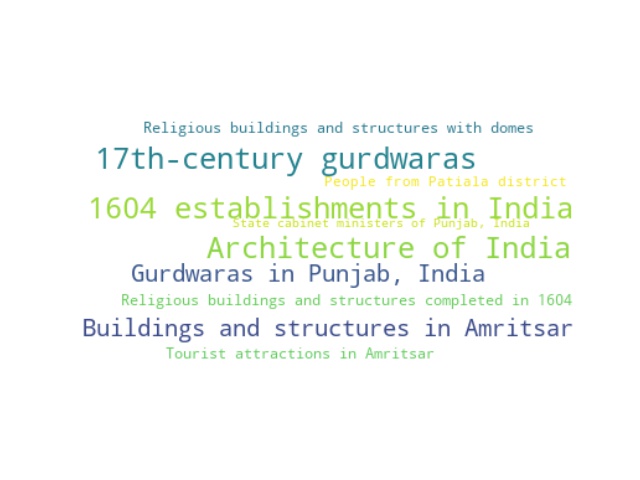 Religious buildings and structures with domes
17th-century gurdwaras
People from Patiala district
1604 establishments in India
State cabinet ministers of Punjab, India
Architecture of India
Gurdwaras in Punjab, India
Religious buildings and structures completed in 1604
Buildings and structures in Amritsar
Tourist attractions in Amritsar